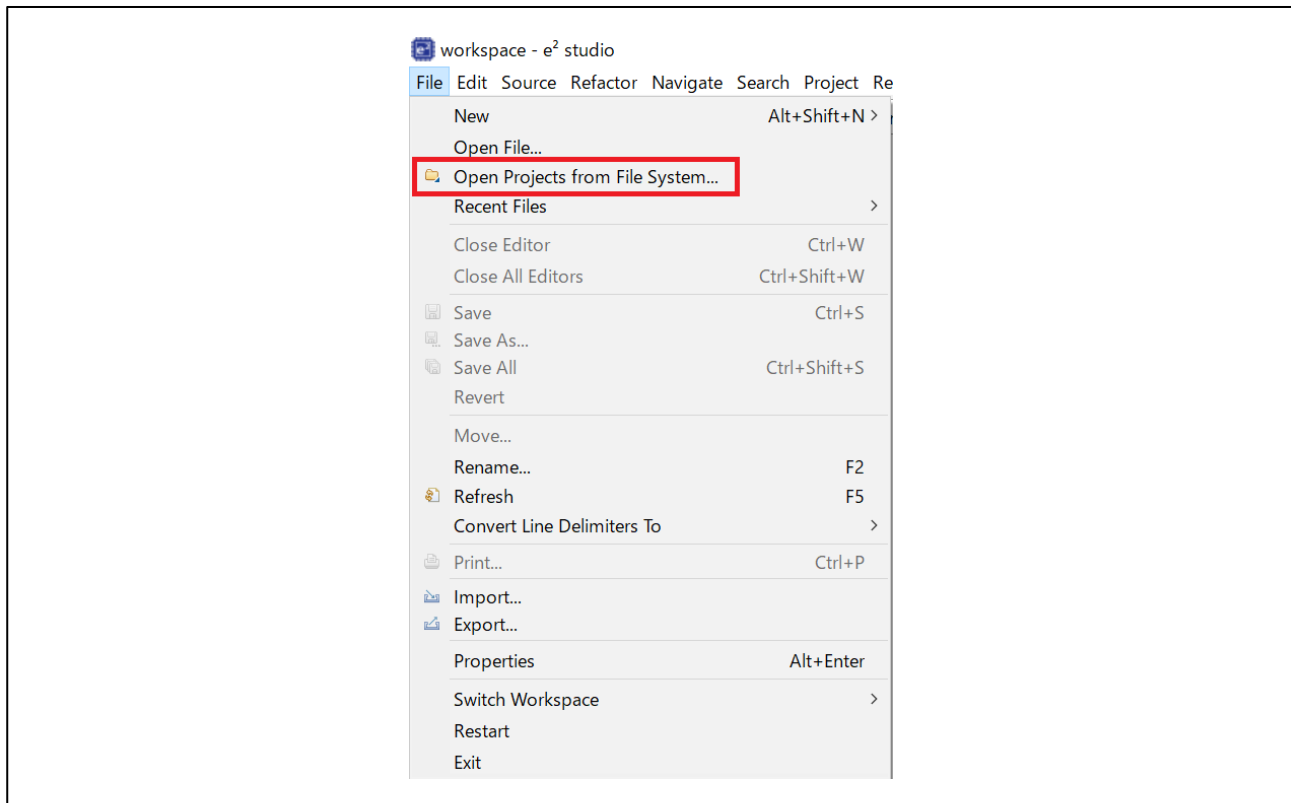 workspace - e² studio
File Edit Source Refactor Navigate Search Project Re
New Alt+Shift+N >
Open File...
Open Projects from File System...
Recent Files >
Close Editor Ctrl+W
Close All Editors Ctrl+Shift+W
Save Ctrl+S
Save As...
Save All Ctrl+Shift+S
Revert
Move...
Rename... F2
Refresh F5
Convert Line Delimiters To >
Print... Ctrl+P
Import...
Export...
Properties Alt+Enter
Switch Workspace >
Restart
Exit